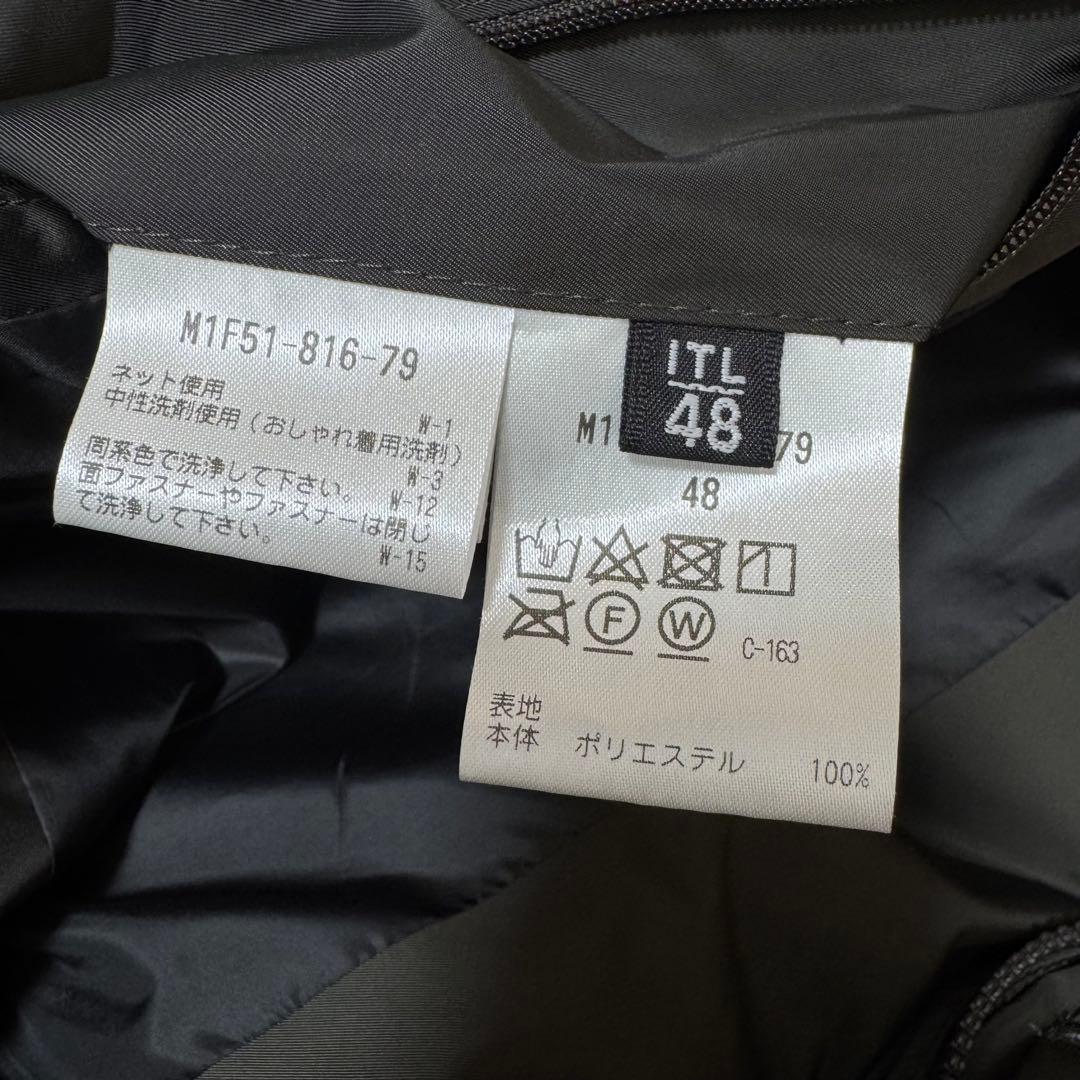 M1F51-816-79
ネット使用
W-1
中性洗剤使用(おしゃれ着用洗剤)
W-3
同系色で洗浄して下さい。
W-12
面ファスナーやファスナーは閉じ
て洗浄して下さい。
W-15
ITL
48
M1 79
48
F W C-163
表地
本体 ポリエステル 100%